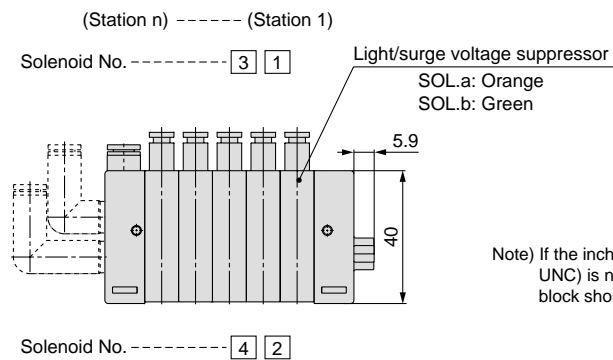 (Station n) ------ (Station 1)
Solenoid No. -------- 3 1
Light/surge voltage suppressor
SOL.a: Orange
SOL.b: Green
5.9
40
Note) If the inch
UNC) is n
block sho
Solenoid No. -------- 4 2